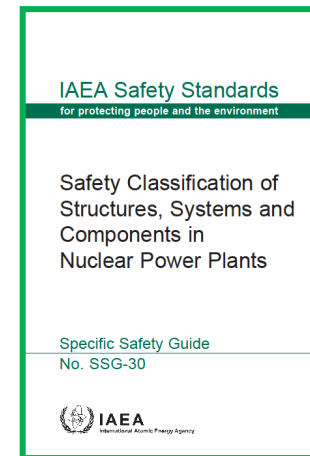 IAEA Safety Standards
for protecting people and the environment
Safety Classification of
Structures, Systems and
Components in
Nuclear Power Plants
Specific Safety Guide
No. SSG-30
IAEA
International Atomic Energy Agency